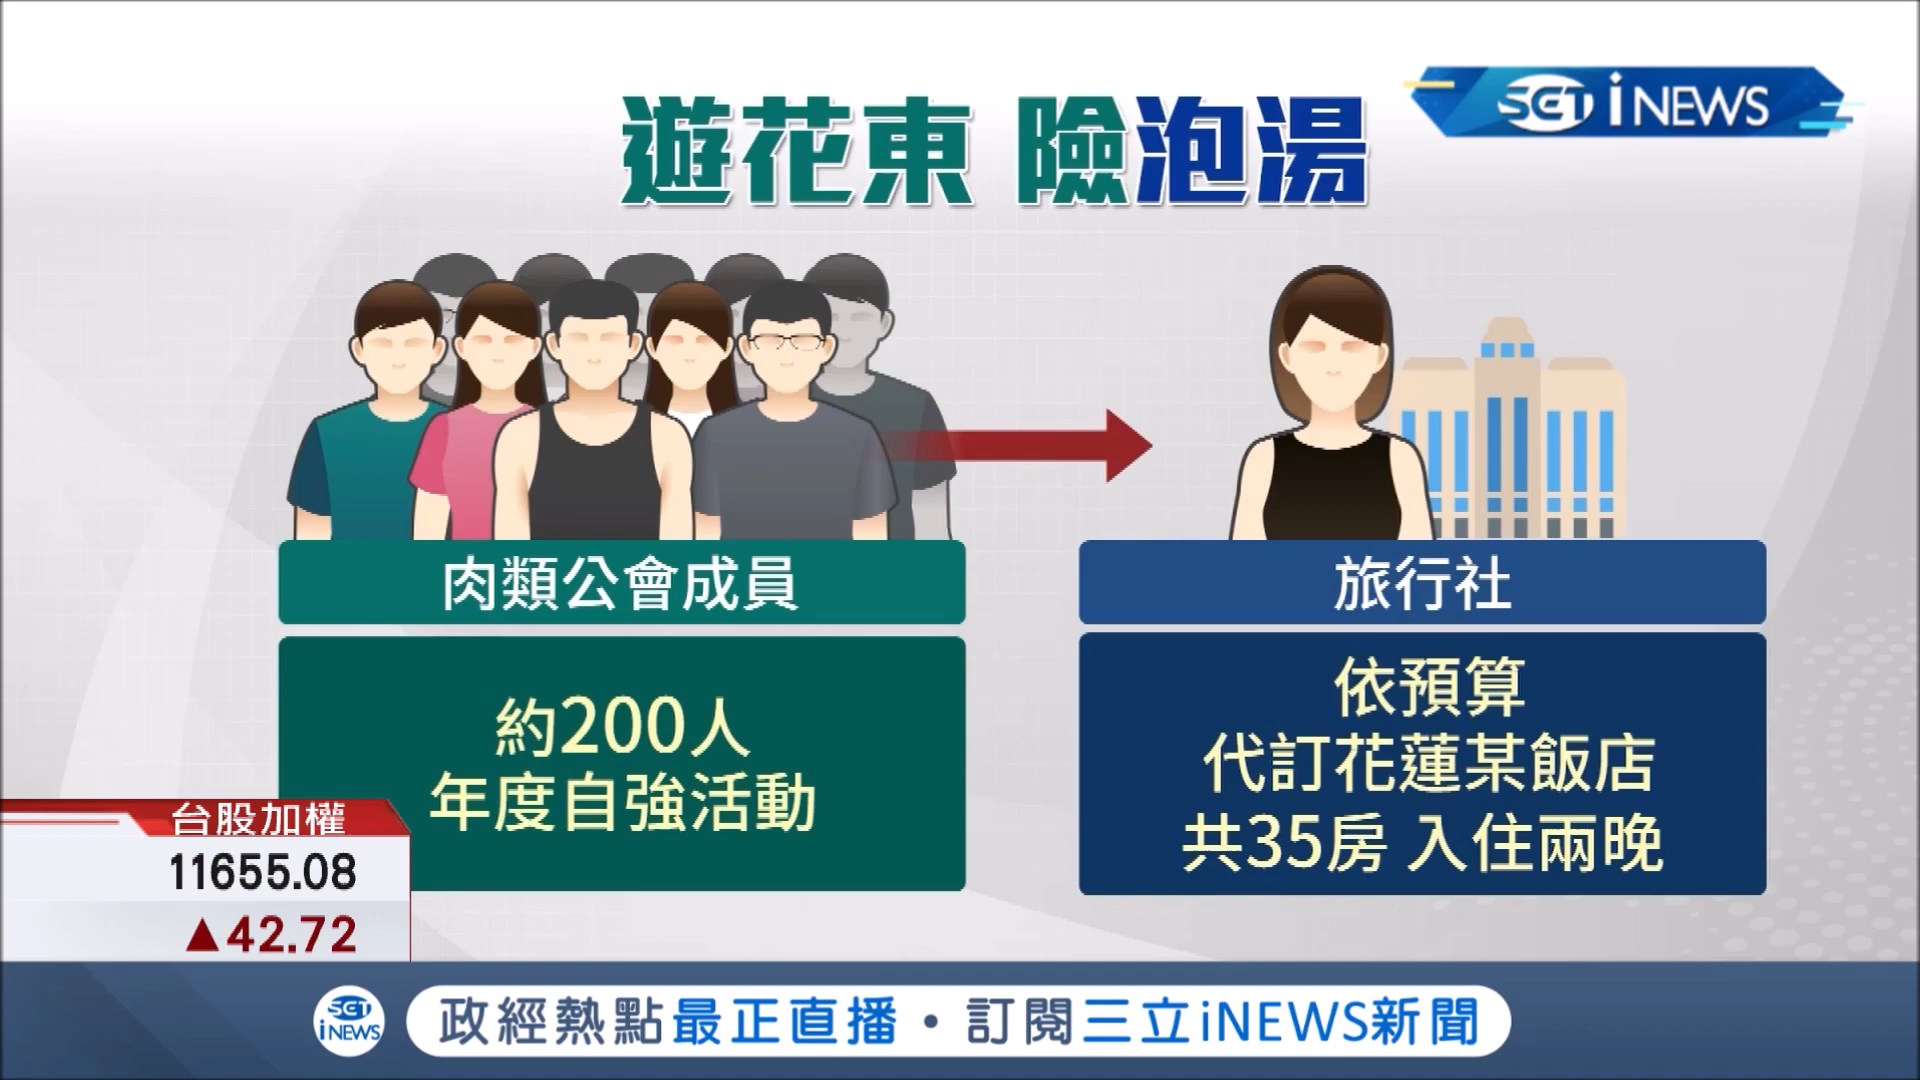 遊花東 險泡湯
SET iNEWS
肉類公會成員
約200人
年度自強活動
旅行社
依預算
代訂花蓮某飯店
共35房 入住兩晚
台股加權
11655.08
▲42.72
SET iNEWS
政經熱點最正直播・訂閱三立iNEWS新聞